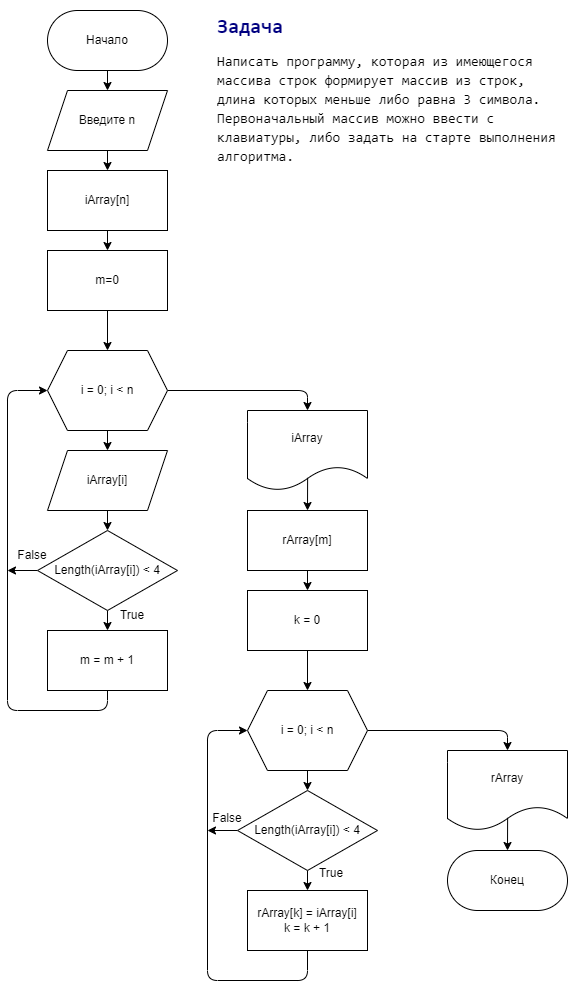 Задача
Написать программу, которая из имеющегося
массива строк формирует массив из строк,
длина которых меньше либо равна 3 символа.
Первоначальный массив можно ввести с
клавиатуры, либо задать на старте выполнения
алгоритма.
Начало
Введите n
iArray[n]
m=0
i = 0; i < n
iArray[i]
Length(iArray[i]) < 4
False
True
m = m + 1
iArray
rArray[m]
k = 0
i = 0; i < n
Length(iArray[i]) < 4
False
True
rArray[k] = iArray[i]
k = k + 1
rArray
Конец